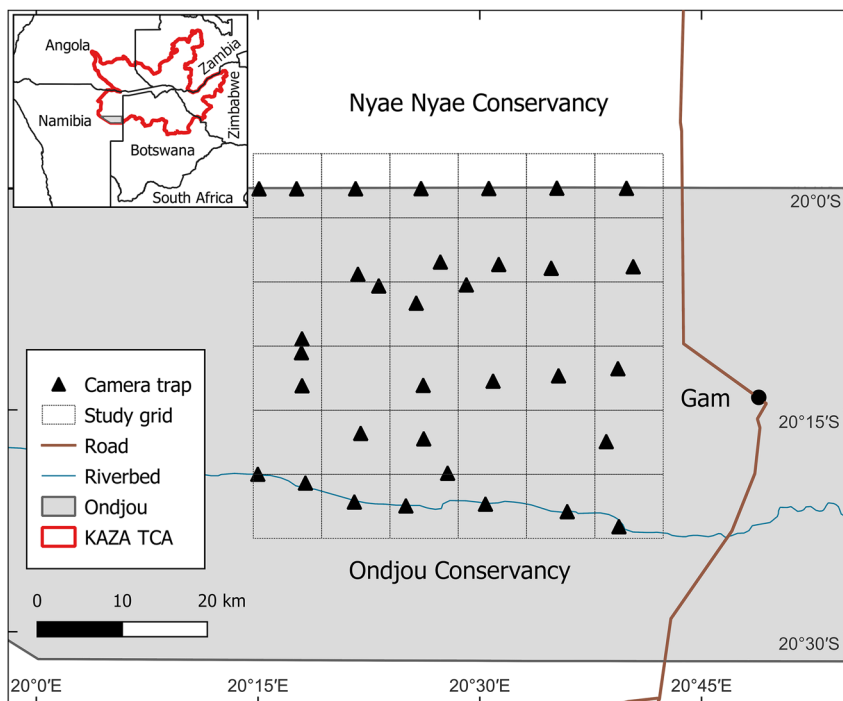 Angola
Zambia
Zimbabwe
Namibia
Botswana
South Africa
Nyae Nyae Conservancy
20°0′S
Camera trap
Study grid
Road
Riverbed
Ondjou
KAZA TCA
Gam
20°15′S
Ondjou Conservancy
0 10 20 km
20°30′S
20°0′E 20°15′E 20°30′E 20°45′E